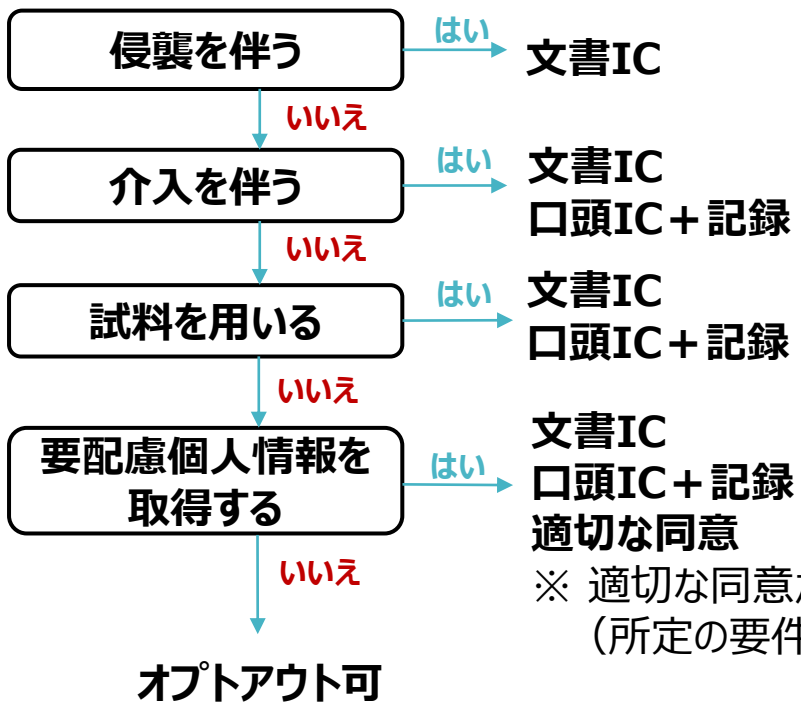 侵襲を伴う
はい
文書IC
いいえ
介入を伴う
はい
文書IC
口頭IC＋記録
いいえ
試料を用いる
はい
文書IC
口頭IC＋記録
いいえ
要配慮個人情報を
取得する
はい
文書IC
口頭IC＋記録
適切な同意
※ 適切な同意
（所定の要件
いいえ
オプトアウト可